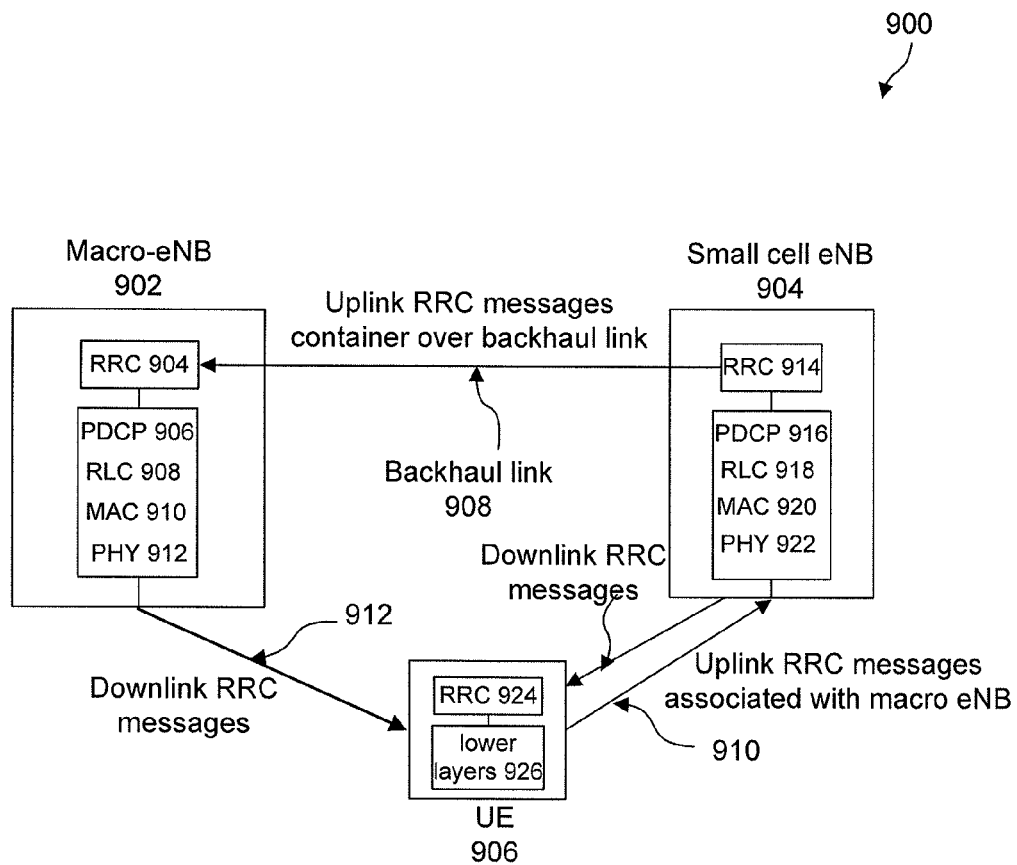 900
Macro-eNB
902
Small cell eNB
904
Uplink RRC messages
container over backhaul link
RRC 904
RRC 914
PDCP 906
RLC 908
MAC 910
PHY 912
PDCP 916
RLC 918
MAC 920
PHY 922
Backhaul link
908
Downlink RRC
messages
912
Downlink RRC
messages
Uplink RRC messages
associated with macro eNB
910
RRC 924
lower
layers 926
UE
906